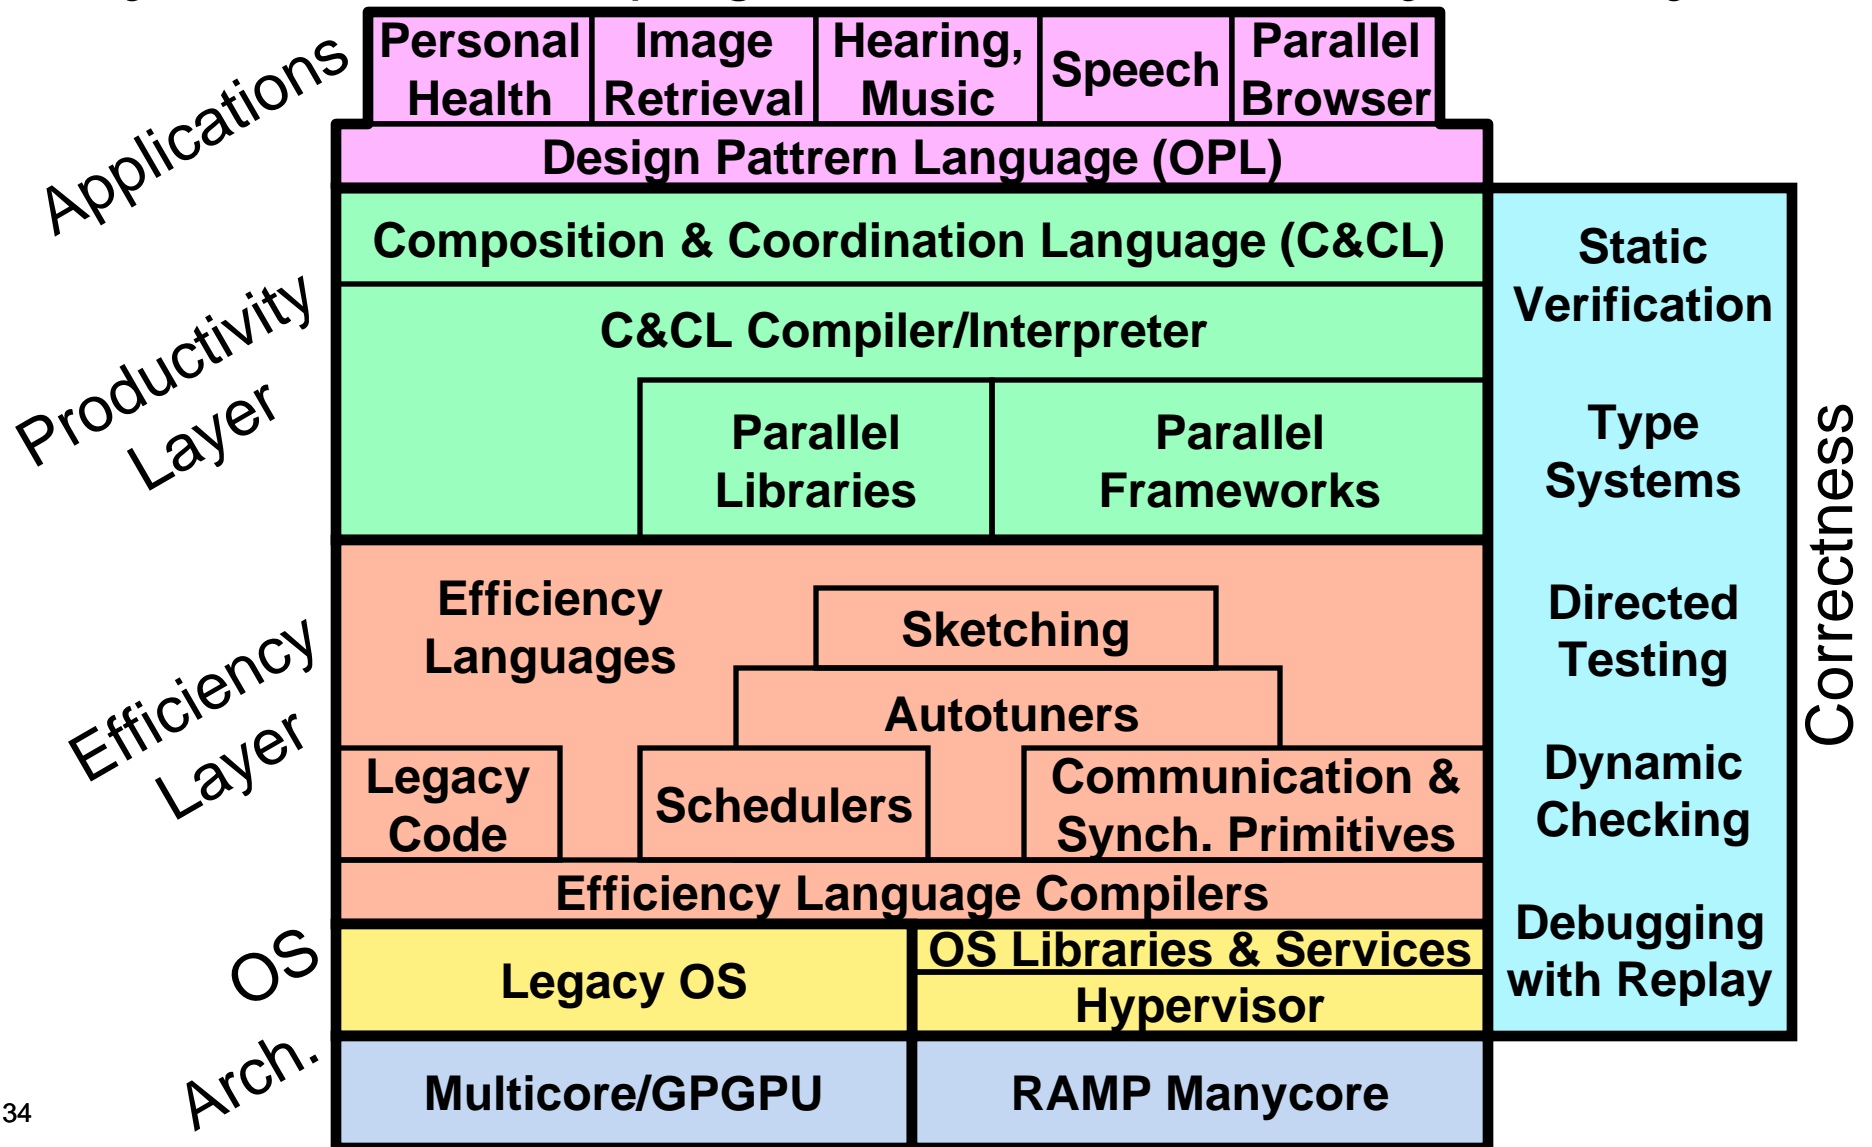 Applications
Personal
Health
Image
Retrieval
Hearing,
Music
Speech
Parallel
Browser
Design Pattrern Language (OPL)
Productivity
Layer
Composition & Coordination Language (C&CL)
C&CL Compiler/Interpreter
Parallel
Libraries
Parallel
Frameworks
Efficiency
Layer
Efficiency
Languages
Sketching
Autotuners
Legacy
Code
Schedulers
Communication &
Synch. Primitives
Efficiency Language Compilers
OS
Legacy OS
OS Libraries & Services
Hypervisor
Arch.
Multicore/GPGPU
RAMP Manycore
Static
Verification
Type
Systems
Directed
Testing
Dynamic
Checking
Debugging
with Replay
Correctness
34